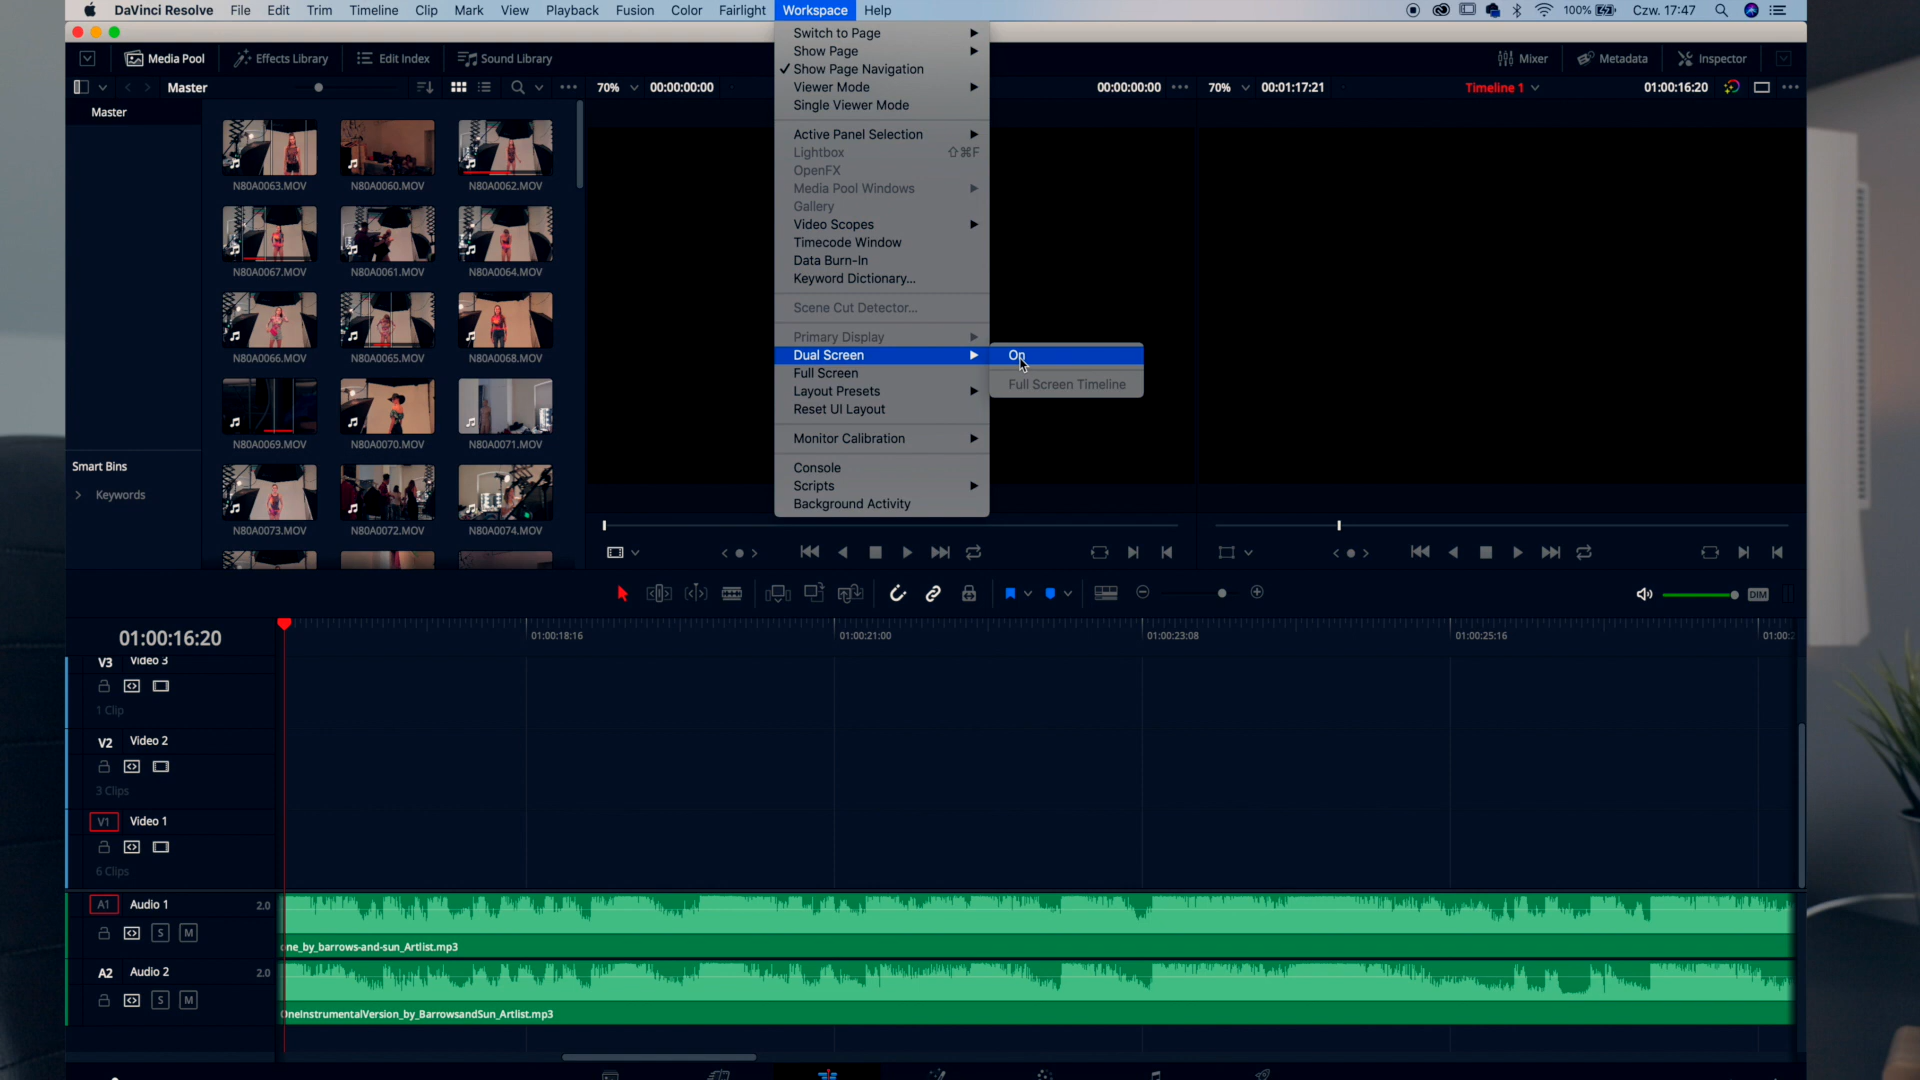 DaVinci Resolve File Edit Trim Timeline Clip Mark View Playback Fusion Color Fairlight Workspace Help 100% Czw. 17:47
Media Pool Effects Library Edit Index Sound Library Mixer Metadata Inspector
Master 70% 00:00:00:00 00:00:00:00 70% 00:01:17:21 Timeline 1 01:00:16:20
Master
N80A0063.MOV N80A0060.MOV N80A0062.MOV
N80A0067.MOV N80A0061.MOV N80A0064.MOV
N80A0066.MOV N80A0065.MOV N80A0068.MOV
N80A0069.MOV N80A0070.MOV N80A0071.MOV
N80A0073.MOV N80A0072.MOV N80A0074.MOV
Smart Bins
Keywords
Switch to Page
Show Page
✓ Show Page Navigation
Viewer Mode
Single Viewer Mode
Active Panel Selection
Lightbox ⇧⌘F
OpenFX
Media Pool Windows
Gallery
Video Scopes
Timecode Window
Data Burn-In
Keyword Dictionary...
Scene Cut Detector...
Primary Display
Dual Screen
Full Screen
Layout Presets
Reset UI Layout
Monitor Calibration
Console
Scripts
Background Activity
On
Full Screen Timeline
DIM
01:00:16:20
01:00:18:16 01:00:21:00 01:00:23:08 01:00:25:16 01:00:2
V3 Video 3
1 Clip
V2 Video 2
3 Clips
V1 Video 1
6 Clips
A1 Audio 1 2.0
S M
one_by_barrows-and-sun_Artlist.mp3
A2 Audio 2 2.0
S M
OneInstrumentalVersion_by_BarrowsandSun_Artlist.mp3